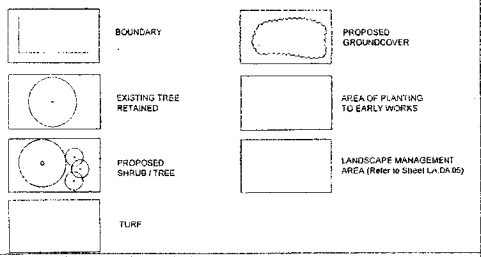 BOUNDARY
EXISTING TREE
RETAINED
PROPOSED
SHRUB / TREE
TURF
PROPOSED
GROUNDCOVER
AREA OF PLANTING
TO EARLY WORKS
LANDSCAPE MANAGEMENT
AREA (Refer to Sheet LA.DA.05)